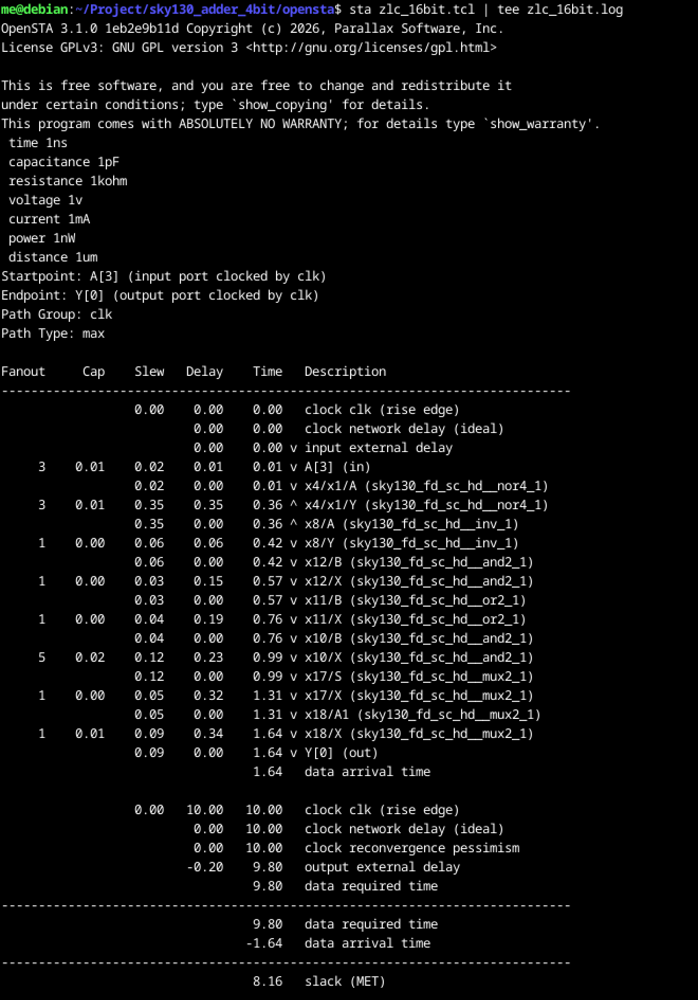 me@debian:~/Project/sky130_adder_4bit/opensta$ sta zlc_16bit.tcl | tee zlc_16bit.log
OpenSTA 3.1.0 1eb2e9b11d Copyright (c) 2026, Parallax Software, Inc.
License GPLv3: GNU GPL version 3 <http://gnu.org/licenses/gpl.html>

This is free software, and you are free to change and redistribute it
under certain conditions; type `show_copying' for details.
This program comes with ABSOLUTELY NO WARRANTY; for details type `show_warranty'.
 time 1ns
 capacitance 1pF
 resistance 1kohm
 voltage 1v
 current 1mA
 power 1nW
 distance 1um
Startpoint: A[3] (input port clocked by clk)
Endpoint: Y[0] (output port clocked by clk)
Path Group: clk
Path Type: max

Fanout     Cap    Slew   Delay    Time   Description
-----------------------------------------------------------------------------
                  0.00    0.00    0.00   clock clk (rise edge)
                          0.00    0.00   clock network delay (ideal)
                          0.00    0.00 v input external delay
     3    0.01    0.02    0.01    0.01 v A[3] (in)
                  0.02    0.00    0.01 v x4/x1/A (sky130_fd_sc_hd__nor4_1)
     3    0.01    0.35    0.35    0.36 ^ x4/x1/Y (sky130_fd_sc_hd__nor4_1)
                  0.35    0.00    0.36 ^ x8/A (sky130_fd_sc_hd__inv_1)
     1    0.00    0.06    0.06    0.42 v x8/Y (sky130_fd_sc_hd__inv_1)
                  0.06    0.00    0.42 v x12/B (sky130_fd_sc_hd__and2_1)
     1    0.00    0.03    0.15    0.57 v x12/X (sky130_fd_sc_hd__and2_1)
                  0.03    0.00    0.57 v x11/B (sky130_fd_sc_hd__or2_1)
     1    0.00    0.04    0.19    0.76 v x11/X (sky130_fd_sc_hd__or2_1)
                  0.04    0.00    0.76 v x10/B (sky130_fd_sc_hd__and2_1)
     5    0.02    0.12    0.23    0.99 v x10/X (sky130_fd_sc_hd__and2_1)
                  0.12    0.00    0.99 v x17/S (sky130_fd_sc_hd__mux2_1)
     1    0.00    0.05    0.32    1.31 v x17/X (sky130_fd_sc_hd__mux2_1)
                  0.05    0.00    1.31 v x18/A1 (sky130_fd_sc_hd__mux2_1)
     1    0.01    0.09    0.34    1.64 v x18/X (sky130_fd_sc_hd__mux2_1)
                  0.09    0.00    1.64 v Y[0] (out)
                                  1.64   data arrival time

                  0.00   10.00   10.00   clock clk (rise edge)
                          0.00   10.00   clock network delay (ideal)
                          0.00   10.00   clock reconvergence pessimism
                         -0.20    9.80   output external delay
                                  9.80   data required time
-----------------------------------------------------------------------------
                                  9.80   data required time
                                 -1.64   data arrival time
-----------------------------------------------------------------------------
                                  8.16   slack (MET)